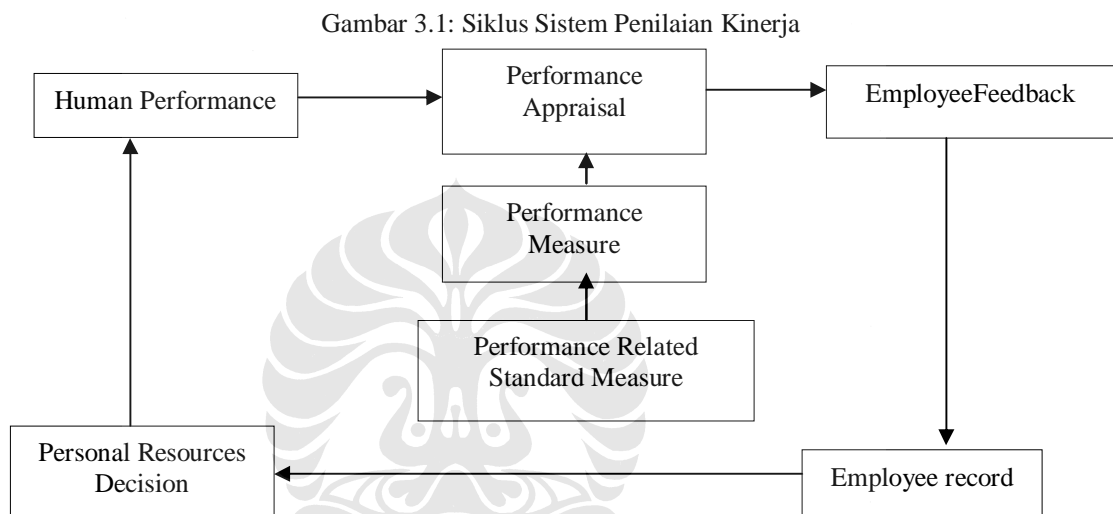 Gambar 3.1: Siklus Sistem Penilaian Kinerja
Human Performance
Performance
Appraisal
EmployeeFeedback
Performance
Measure
Performance Related
Standard Measure
Personal Resources
Decision
Employee record